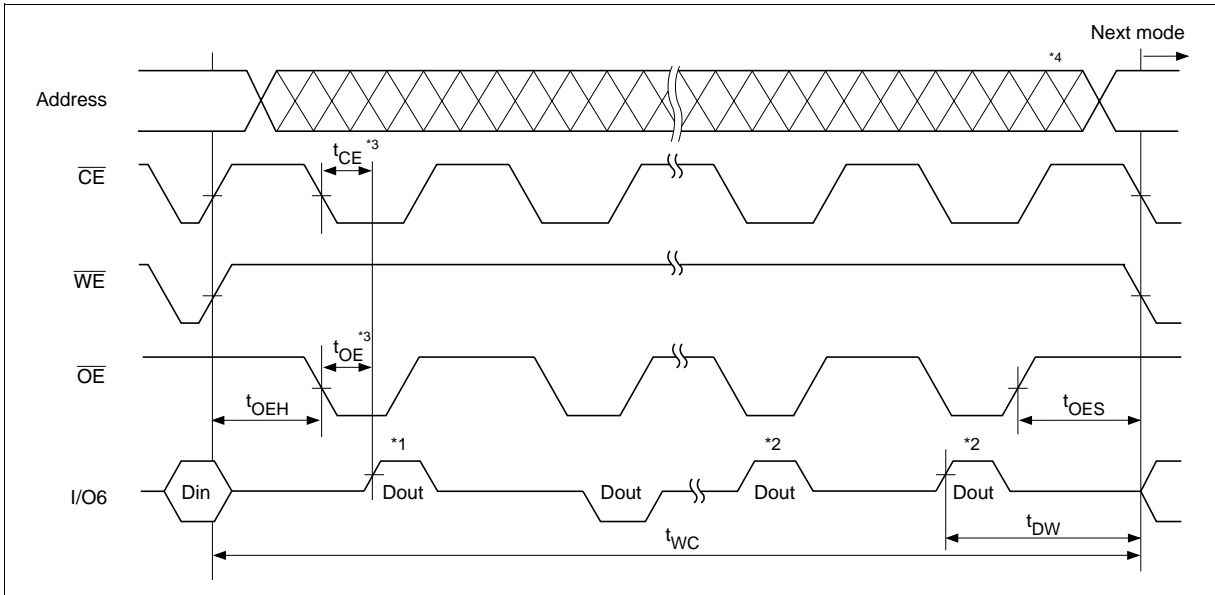 Next mode
Address
*4
CE
tCE *3
WE
OE
tOE *3
tOEH
tOES
I/O6
Din
*1
Dout
Dout
*2
Dout
*2
Dout
tDW
tWC